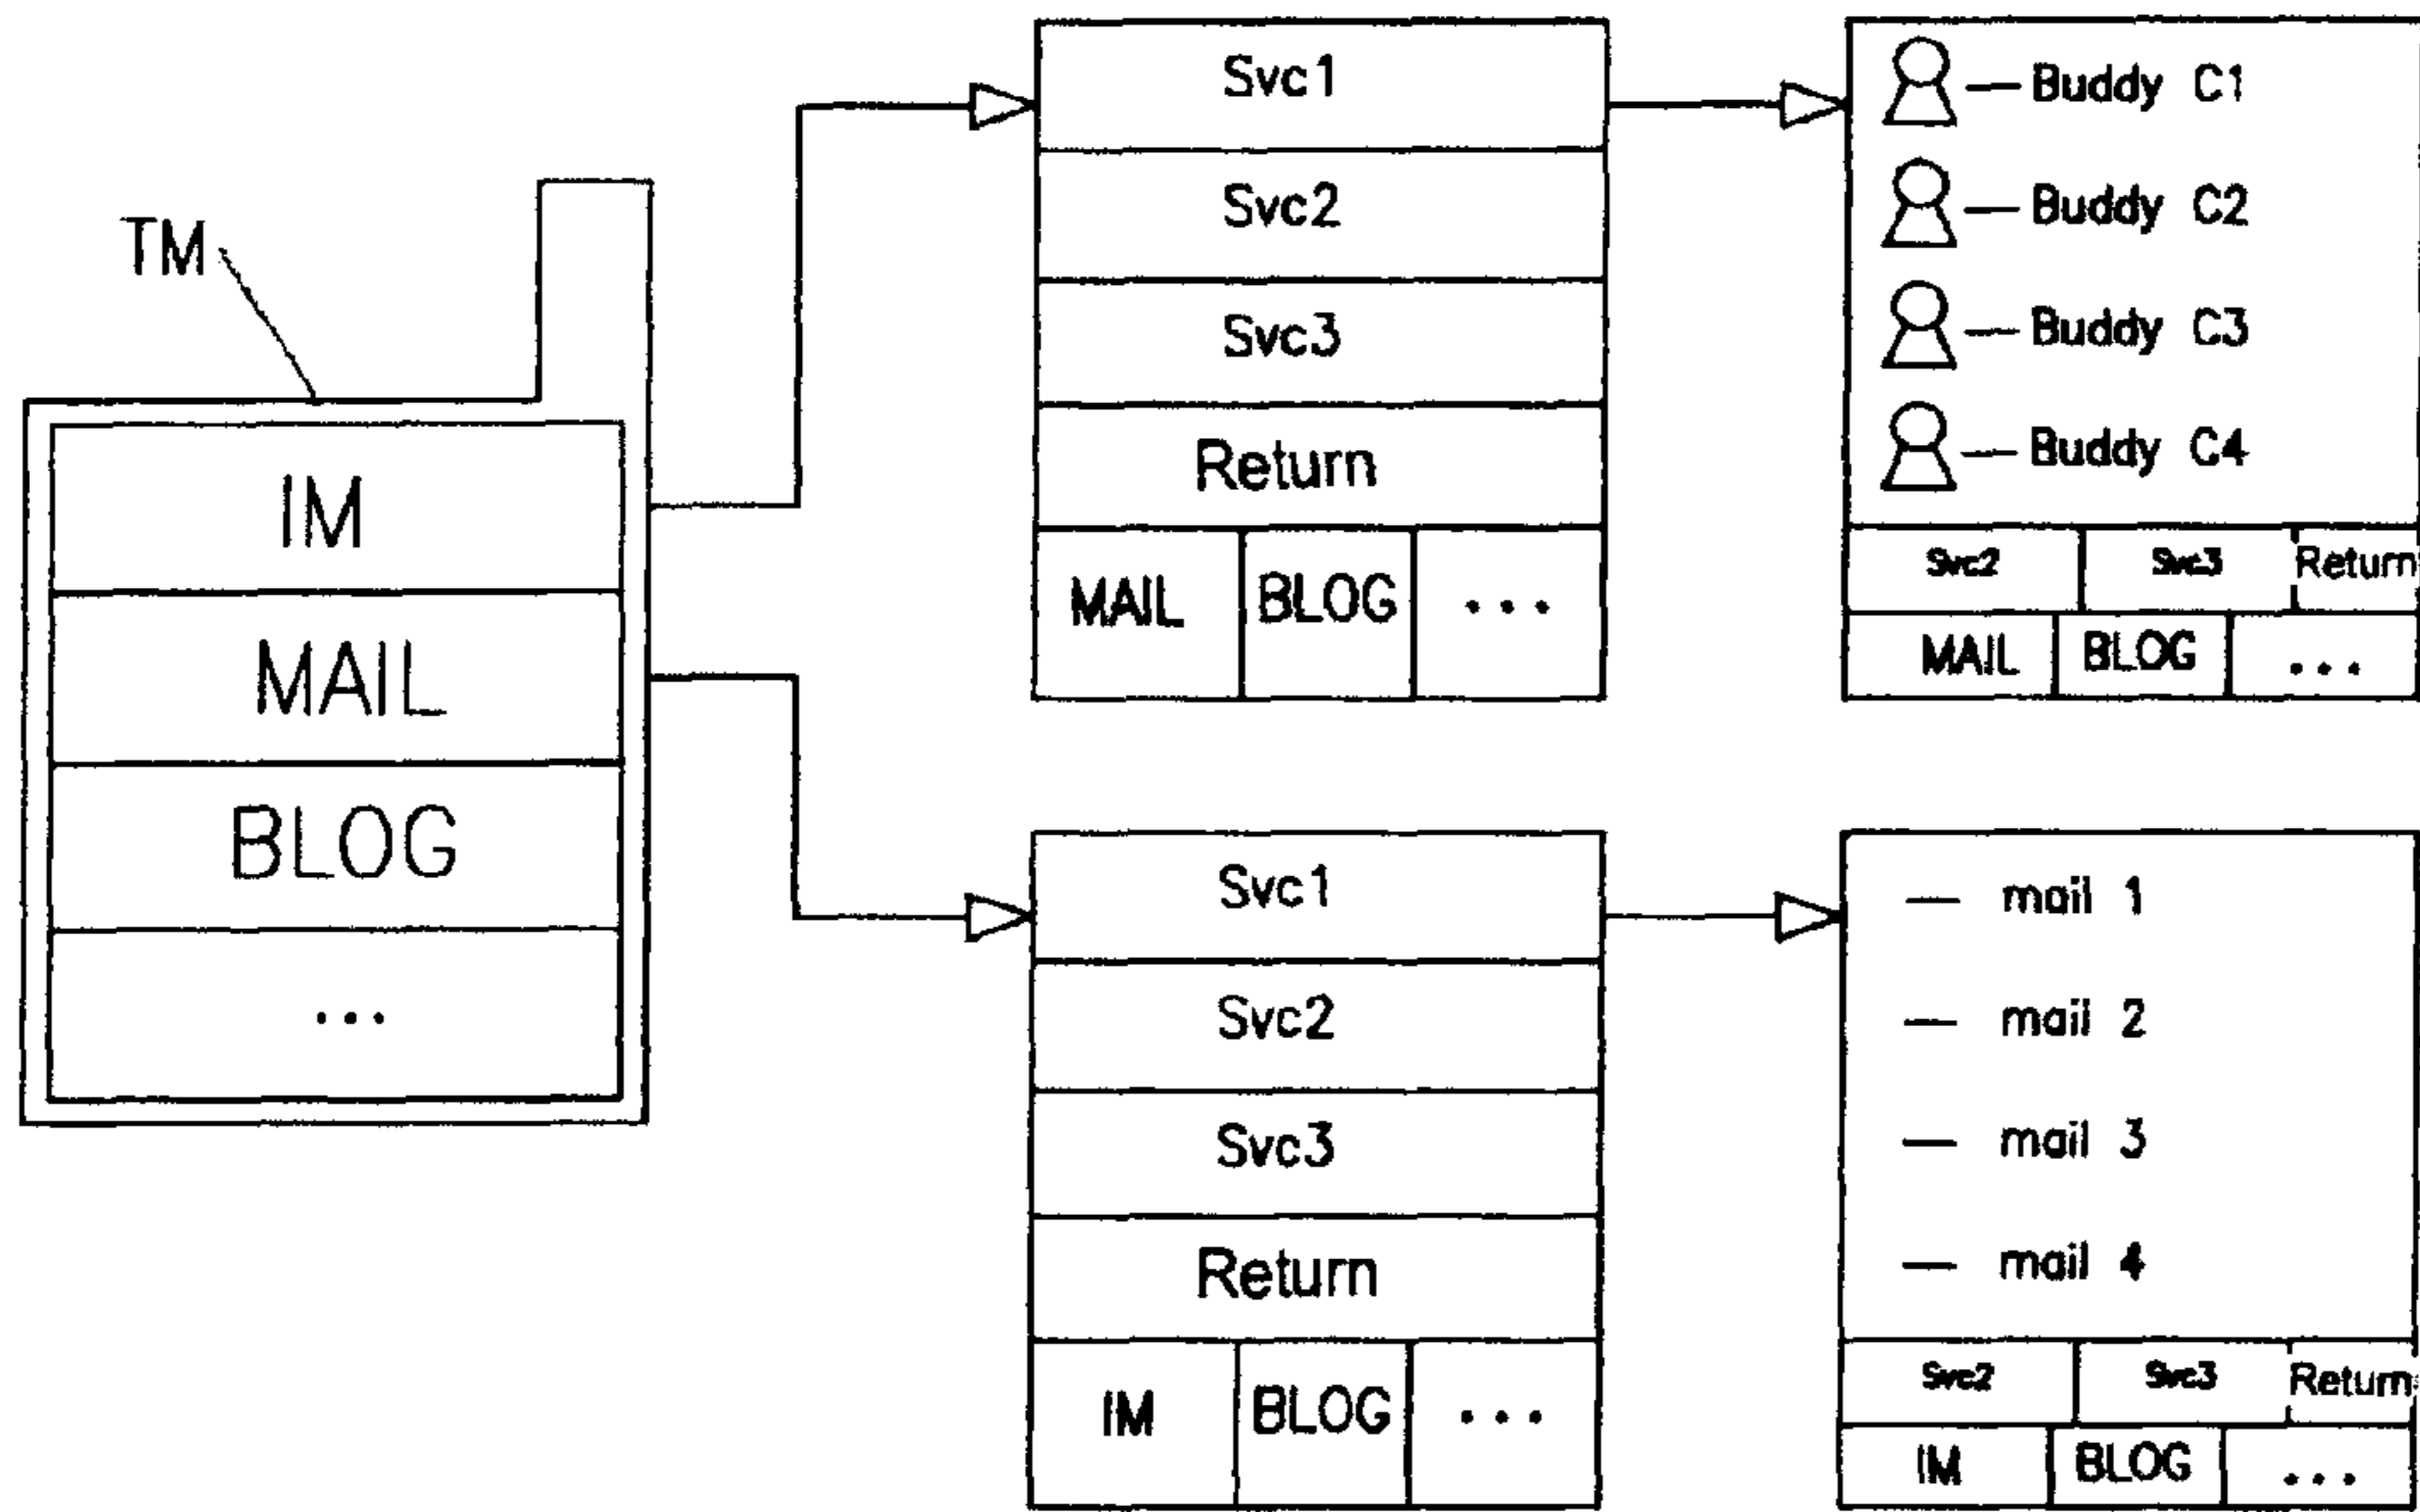 TM
IM
MAIL
BLOG
...
Svc1
Svc2
Svc3
Return
MAIL BLOG ...
Buddy C1
Buddy C2
Buddy C3
Buddy C4
Svc2 Svc3 Return
MAIL BLOG ...
Svc1
Svc2
Svc3
Return
IM BLOG ...
mail 1
mail 2
mail 3
mail 4
Svc2 Svc3 Return
IM BLOG ...